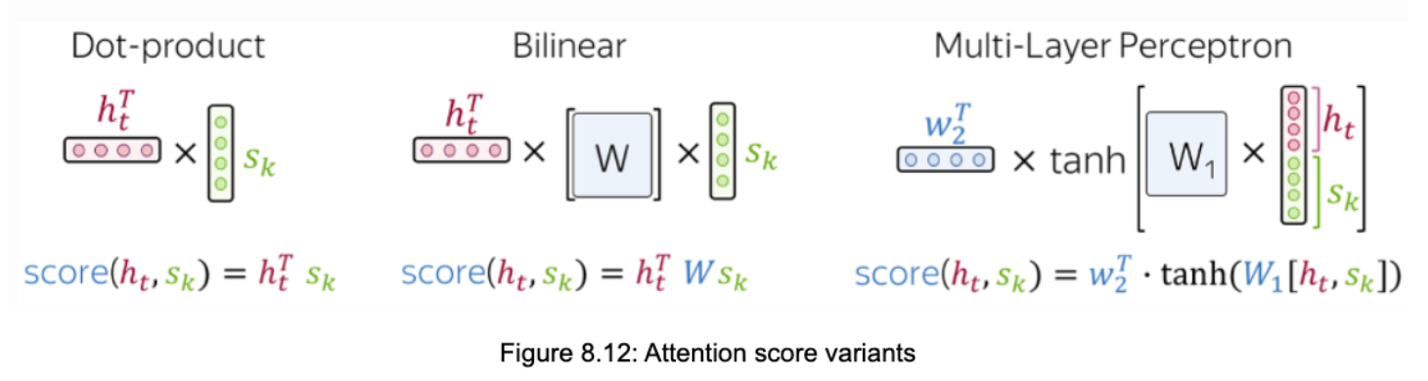 Dot-product
Bilinear
Multi-Layer Perceptron
h_t^T × s_k
h_t^T × [W] × s_k
w_2^T × tanh [W_1 × h_t s_k]
score(h_t, s_k) = h_t^T s_k
score(h_t, s_k) = h_t^T W s_k
score(h_t, s_k) = w_2^T · tanh(W_1[h_t, s_k])
Figure 8.12: Attention score variants